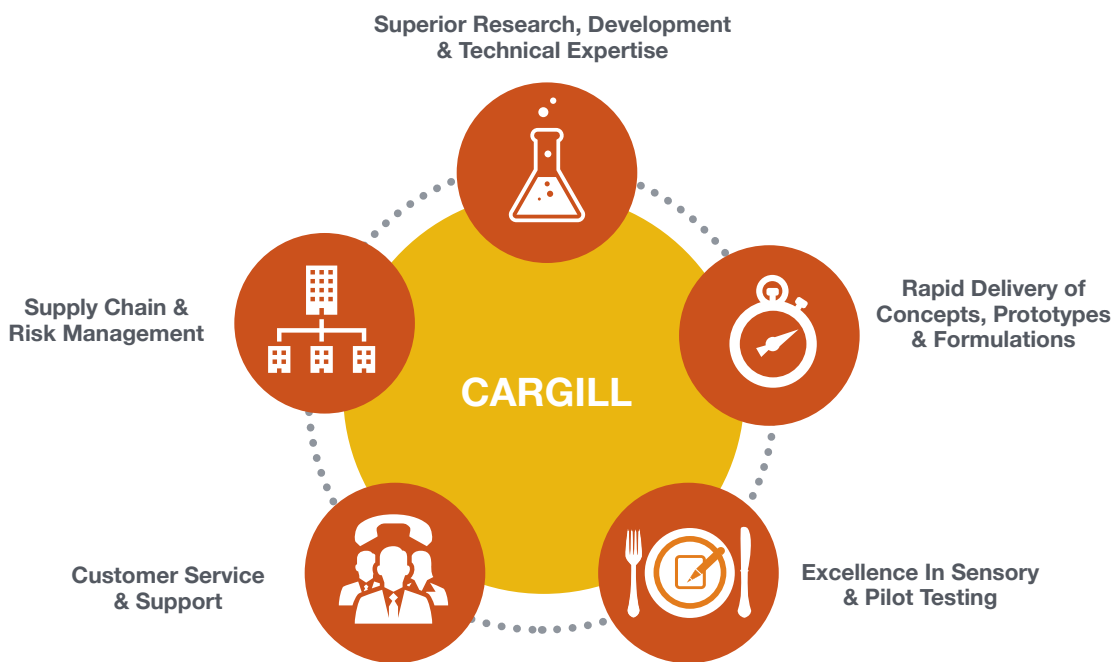 Superior Research, Development
& Technical Expertise
Rapid Delivery of
Concepts, Prototypes
& Formulations
Supply Chain &
Risk Management
CARGILL
Customer Service
& Support
Excellence In Sensory
& Pilot Testing